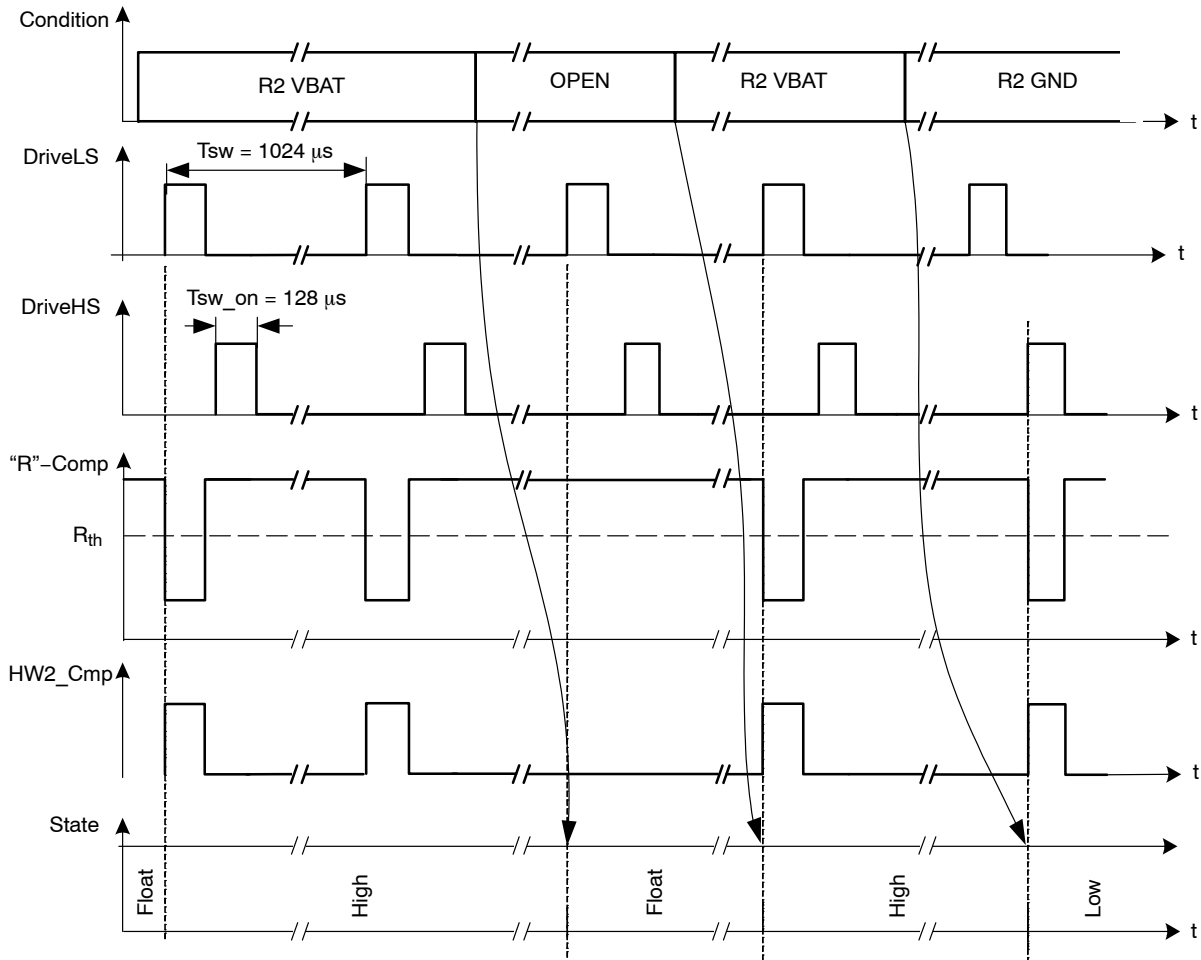 Condition
R2 VBAT
OPEN
R2 VBAT
R2 GND
t
DriveLS
Tsw = 1024 μs
t
DriveHS
Tsw_on = 128 μs
t
“R”−Comp
Rth
t
HW2_Cmp
t
State
t
Float
High
Float
High
Low
t